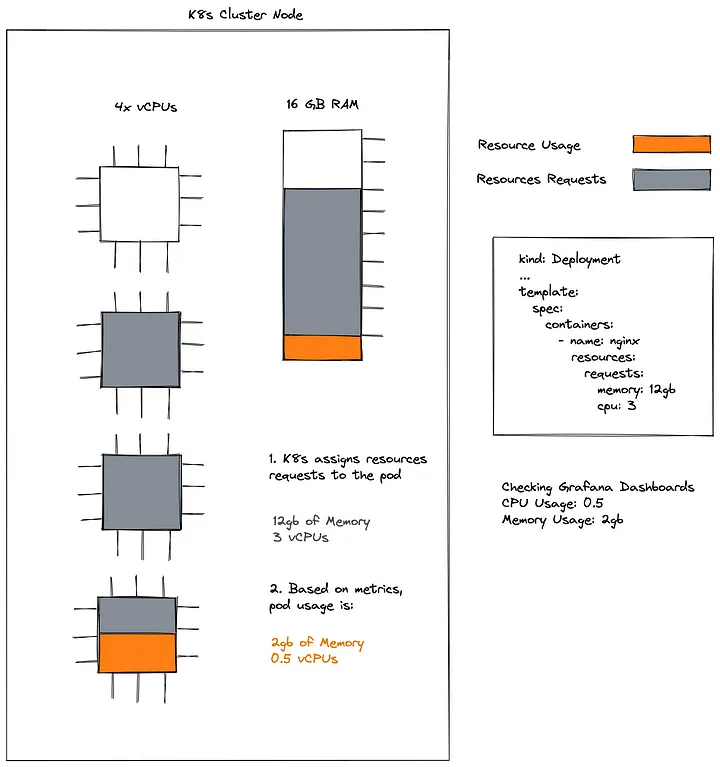 K8s Cluster Node
4x vCPUs
16 GB RAM
Resource Usage
Resources Requests
kind: Deployment
...
template:
spec:
containers:
- name: nginx
resources:
requests:
memory: 12gb
cpu: 3
1. K8s assigns resources
requests to the pod
12gb of Memory
3 vCPUs
2. Based on metrics,
pod usage is:
2gb of Memory
0.5 vCPUs
Checking Grafana Dashboards
CPU Usage: 0.5
Memory Usage: 2gb